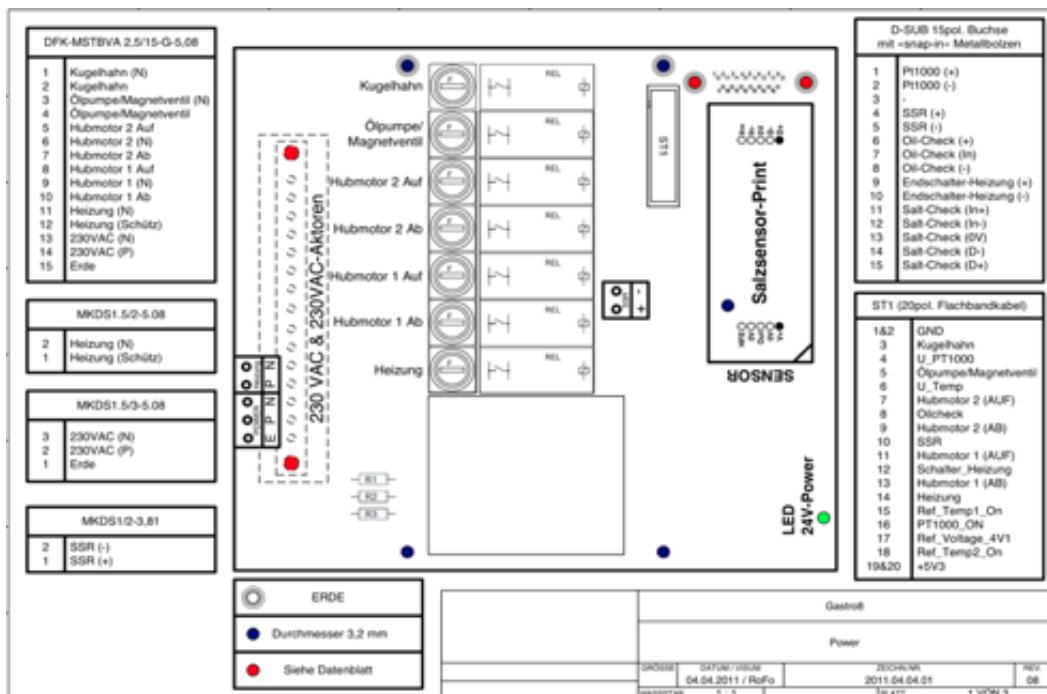 DFK-MSTBVA 2,5/15-G-5,08
1 Kugelhahn (N)
2 Kugelhahn
3 Ölpumpe/Magnetventil (N)
4 Ölpumpe/Magnetventil
5 Hubmotor 2 Auf
6 Hubmotor 2 (N)
7 Hubmotor 2 Ab
8 Hubmotor 1 Auf
9 Hubmotor 1 (N)
10 Hubmotor 1 Ab
11 Heizung (N)
12 Heizung (Schütz)
13 230VAC (N)
14 230VAC (P)
15 Erde
MKDS1.5/2-5.08
2 Heizung (N)
1 Heizung (Schütz)
MKDS1.5/3-5.08
3 230VAC (N)
2 230VAC (P)
1 Erde
MKDS1/2-3,81
2 SSR (-)
1 SSR (+)
230 VAC & 230VAC-Aktoren
P N
E P N
POWER
Kugelhahn
Ölpumpe/
Magnetventil
Hubmotor 2 Auf
Hubmotor 2 Ab
Hubmotor 1 Auf
Hubmotor 1 Ab
Heizung
F
F
F
F
F
F
F
REL
REL
REL
REL
REL
REL
REL
R1
R2
R3
ST1
- +
Salzsensor-Print
SENSOR
LED
24V-Power
D-SUB 15pol. Buchse
mit «snap-in» Metallbolzen
1 Pt1000 (+)
2 Pt1000 (-)
3 -
4 SSR (+)
5 SSR (-)
6 Oil-Check (+)
7 Oil-Check (In)
8 Oil-Check (-)
9 Endschalter-Heizung (+)
10 Endschalter-Heizung (-)
11 Salt-Check (In+)
12 Salt-Check (In-)
13 Salt-Check (0V)
14 Salt-Check (D-)
15 Salt-Check (D+)
ST1 (20pol. Flachbandkabel)
1&2 GND
3 Kugelhahn
4 U_PT1000
5 Ölpumpe/Magnetventil
6 U_Temp
7 Hubmotor 2 (AUF)
8 Oilcheck
9 Hubmotor 2 (AB)
10 SSR
11 Hubmotor 1 (AUF)
12 Schalter_Heizung
13 Hubmotor 1 (AB)
14 Heizung
15 Ref_Temp1_On
16 PT1000_ON
17 Ref_Voltage_4V1
18 Ref_Temp2_On
19&20 +5V3
ERDE
Durchmesser 3,2 mm
Siehe Datenblatt
Gastro8
Power
GRÖSSE DATUM / VISUM ZEICHN.NR. REV.
04.04.2011 / RoFo 2011.04.04.01 08
MASSSTAB 1 : 1 BLATT 1 VON 3